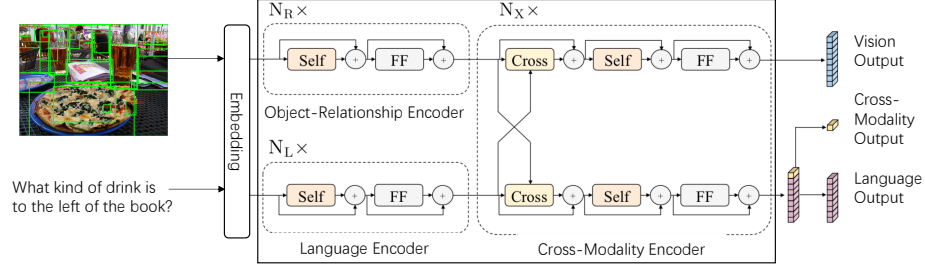 N_R×
N_X×
Self + FF +
Cross + Self + FF +
Vision
Output
Object-Relationship Encoder
Cross-
Modality
Output
Embedding
N_L×
What kind of drink is
to the left of the book?
Self + FF +
Cross + Self + FF +
Language
Output
Language Encoder
Cross-Modality Encoder